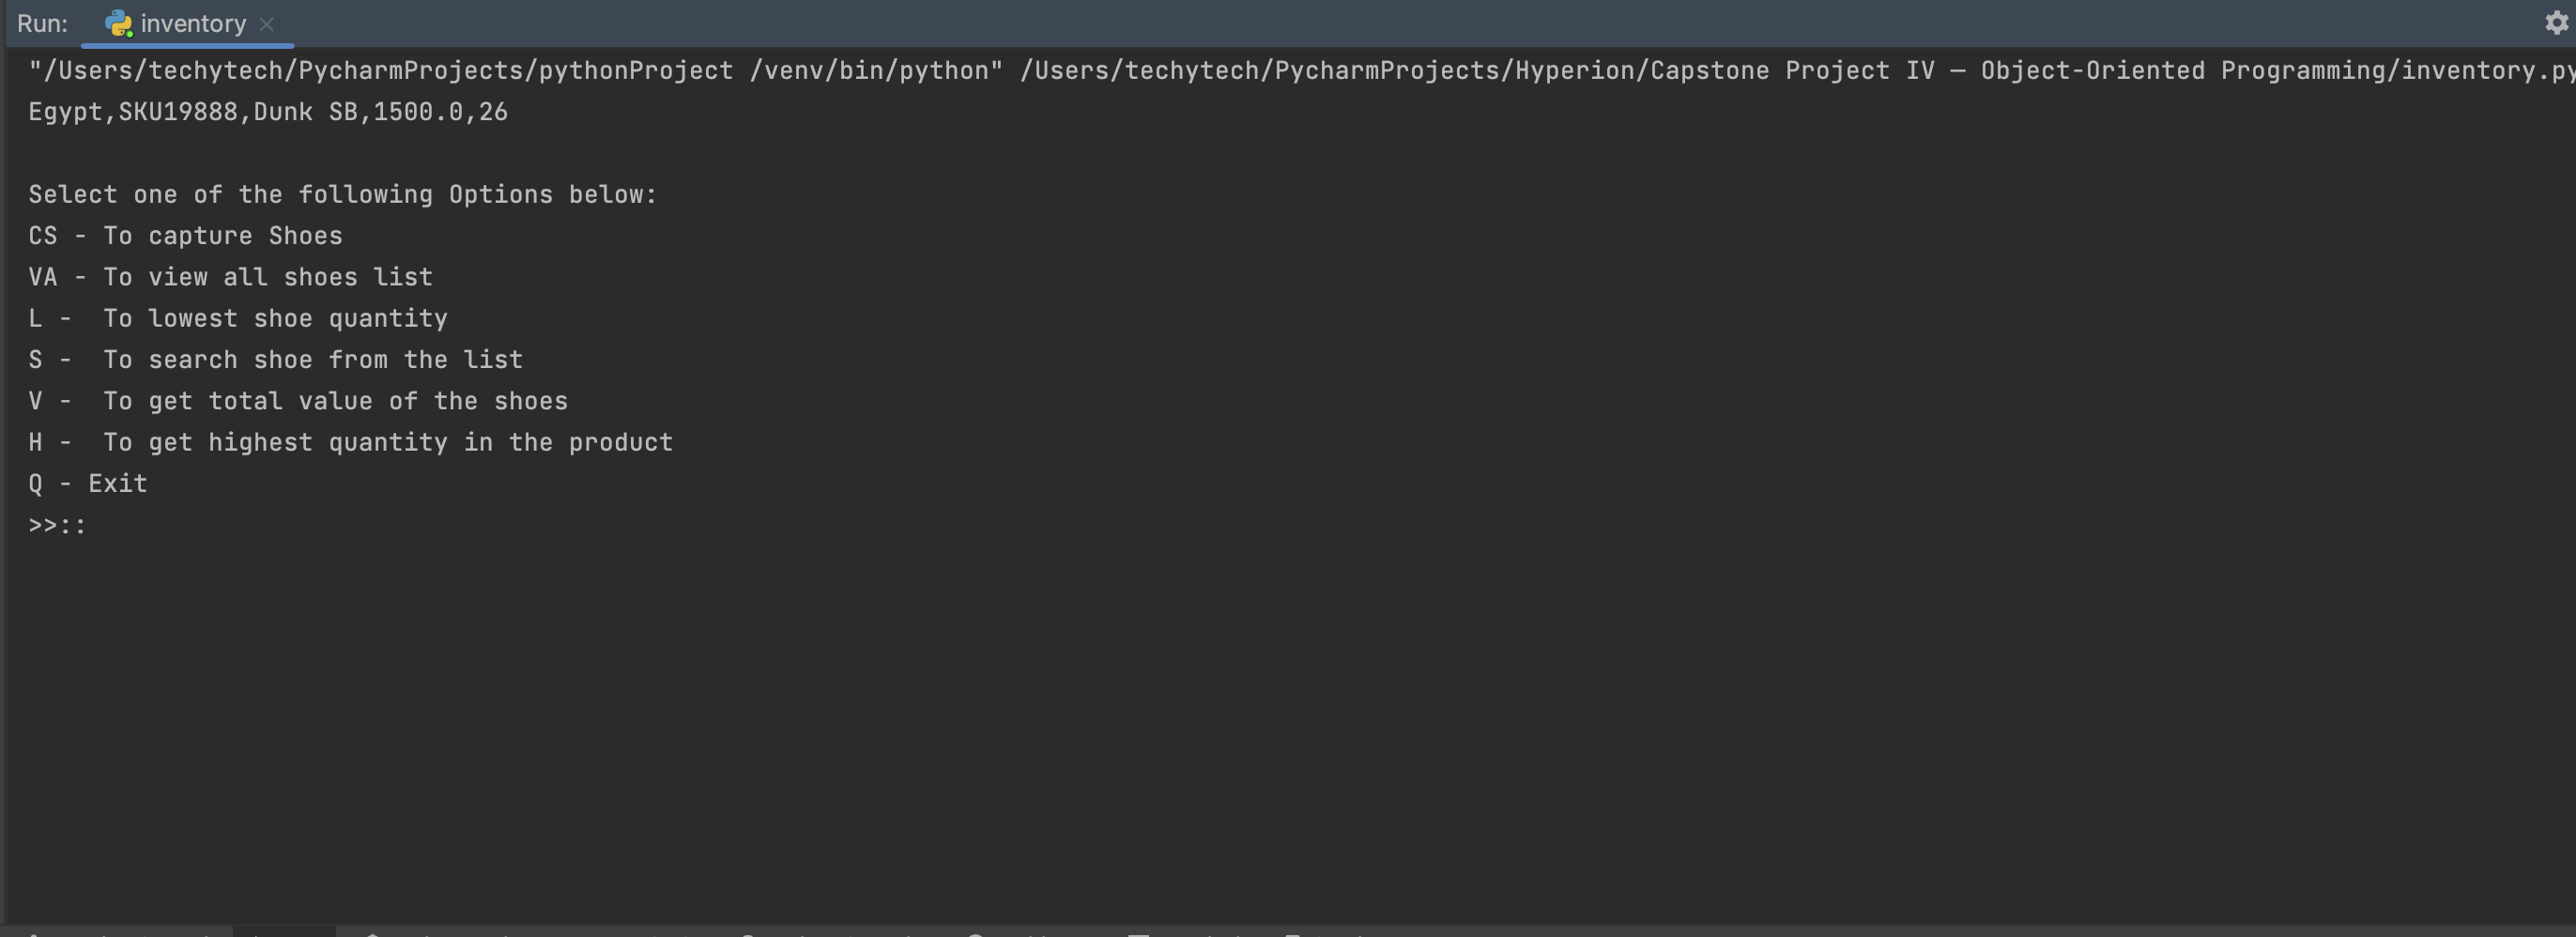 Run: inventory
"/Users/techytech/PycharmProjects/pythonProject /venv/bin/python" /Users/techytech/PycharmProjects/Hyperion/Capstone Project IV – Object-Oriented Programming/inventory.py
Egypt,SKU19888,Dunk SB,1500.0,26
Select one of the following Options below:
CS - To capture Shoes
VA - To view all shoes list
L -  To lowest shoe quantity
S -  To search shoe from the list
V -  To get total value of the shoes
H -  To get highest quantity in the product
Q - Exit
>>::